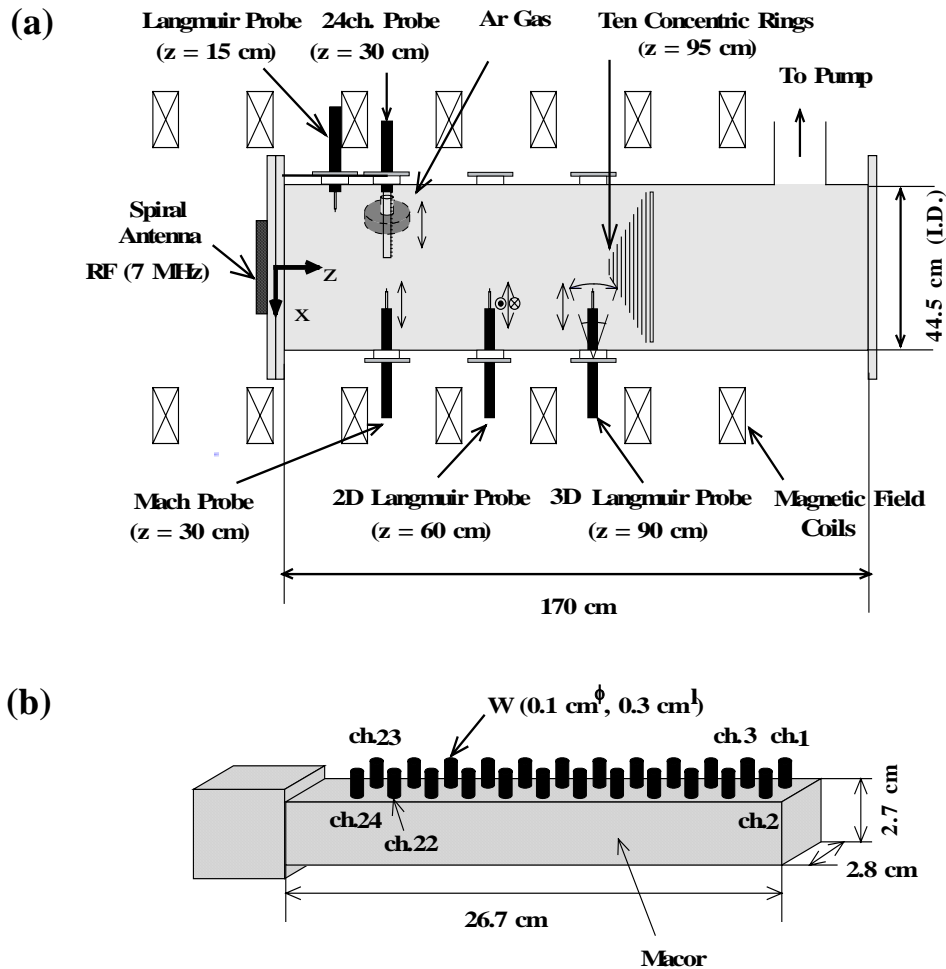 (a)
Langmuir Probe
(z = 15 cm)
24ch. Probe
(z = 30 cm)
Ar Gas
Ten Concentric Rings
(z = 95 cm)
To Pump
Spiral
Antenna
RF (7 MHz)
z
x
44.5 cm (I.D.)
Mach Probe
(z = 30 cm)
2D Langmuir Probe
(z = 60 cm)
3D Langmuir Probe
(z = 90 cm)
Magnetic Field
Coils
170 cm
(b)
W (0.1 cmϕ, 0.3 cml)
ch.23
ch.3
ch.1
ch.24
ch.22
ch.2
2.7 cm
2.8 cm
26.7 cm
Macor